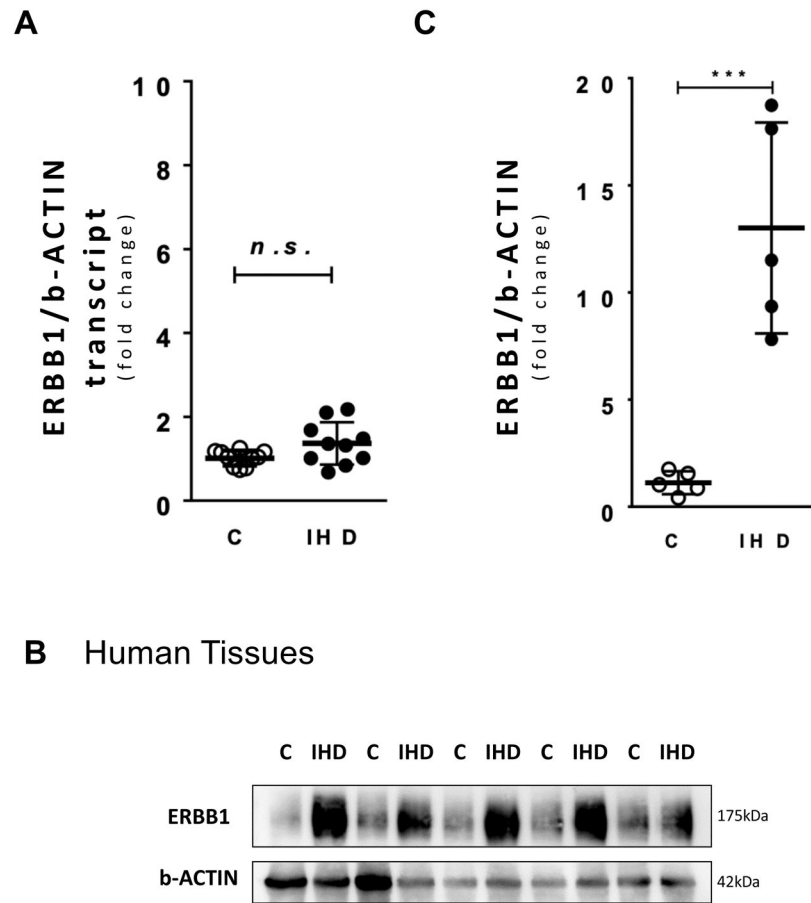 A
ERBB1/b-ACTIN
transcript
(fold change)
10
8
6
4
2
0
n.s.
C IHD
C
ERBB1/b-ACTIN
(fold change)
20
15
10
5
0
***
C IHD
B Human Tissues
C IHD C IHD C IHD C IHD C IHD
ERBB1 175kDa
b-ACTIN 42kDa